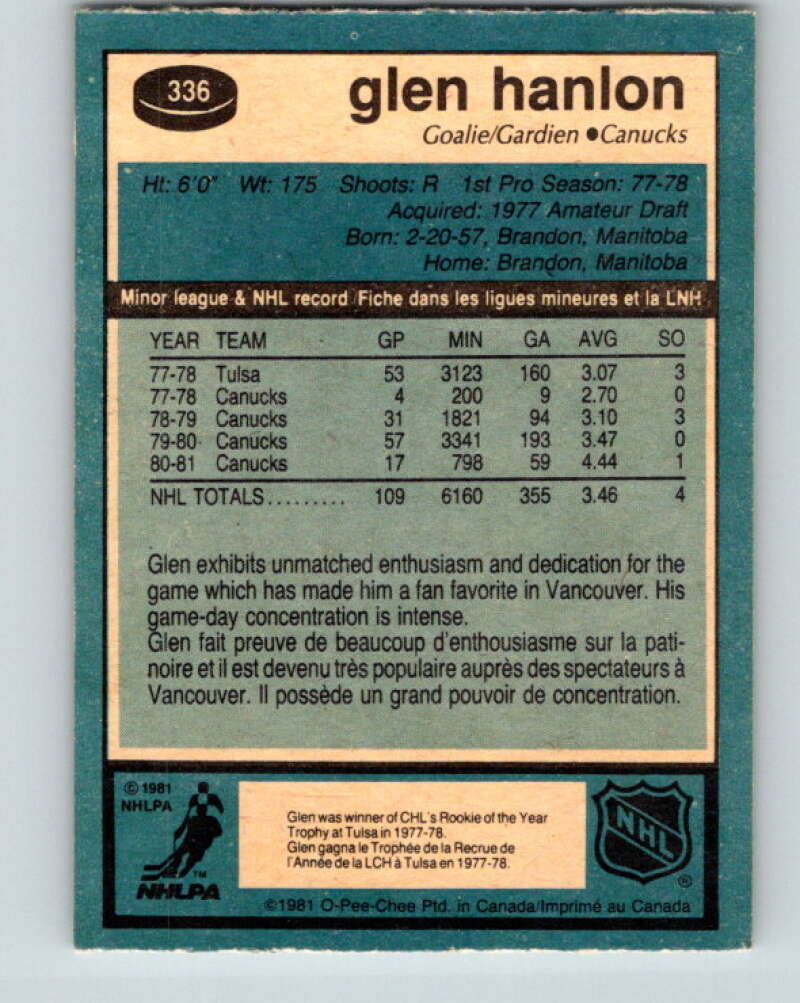 336
glen hanlon
Goalie/Gardien ●Canucks
Ht: 6'0" Wt: 175 Shoots: R 1st Pro Season: 77-78
Acquired: 1977 Amateur Draft
Born: 2-20-57, Brandon, Manitoba
Home: Brandon, Manitoba
Minor league & NHL record/Fiche dans les ligues mineures et la LNH
YEAR TEAM GP MIN GA AVG SO
77-78 Tulsa 53 3123 160 3.07 3
77-78 Canucks 4 200 9 2.70 0
78-79 Canucks 31 1821 94 3.10 3
79-80 Canucks 57 3341 193 3.47 0
80-81 Canucks 17 798 59 4.44 1
NHL TOTALS......... 109 6160 355 3.46 4
Glen exhibits unmatched enthusiasm and dedication for the
game which has made him a fan favorite in Vancouver. His
game-day concentration is intense.
Glen fait preuve de beaucoup d'enthousiasme sur la pati-
noire et il est devenu très populaire auprès des spectateurs à
Vancouver. Il possède un grand pouvoir de concentration.
© 1981
NHLPA
TM
NHLPA
Glen was winner of CHL's Rookie of the Year
Trophy at Tulsa in 1977-78.
Glen gagna le Trophée de la Recrue de
l'Année de la LCH à Tulsa en 1977-78.
NHL
®
©1981 O-Pee-Chee Ptd. in Canada/Imprimé au Canada